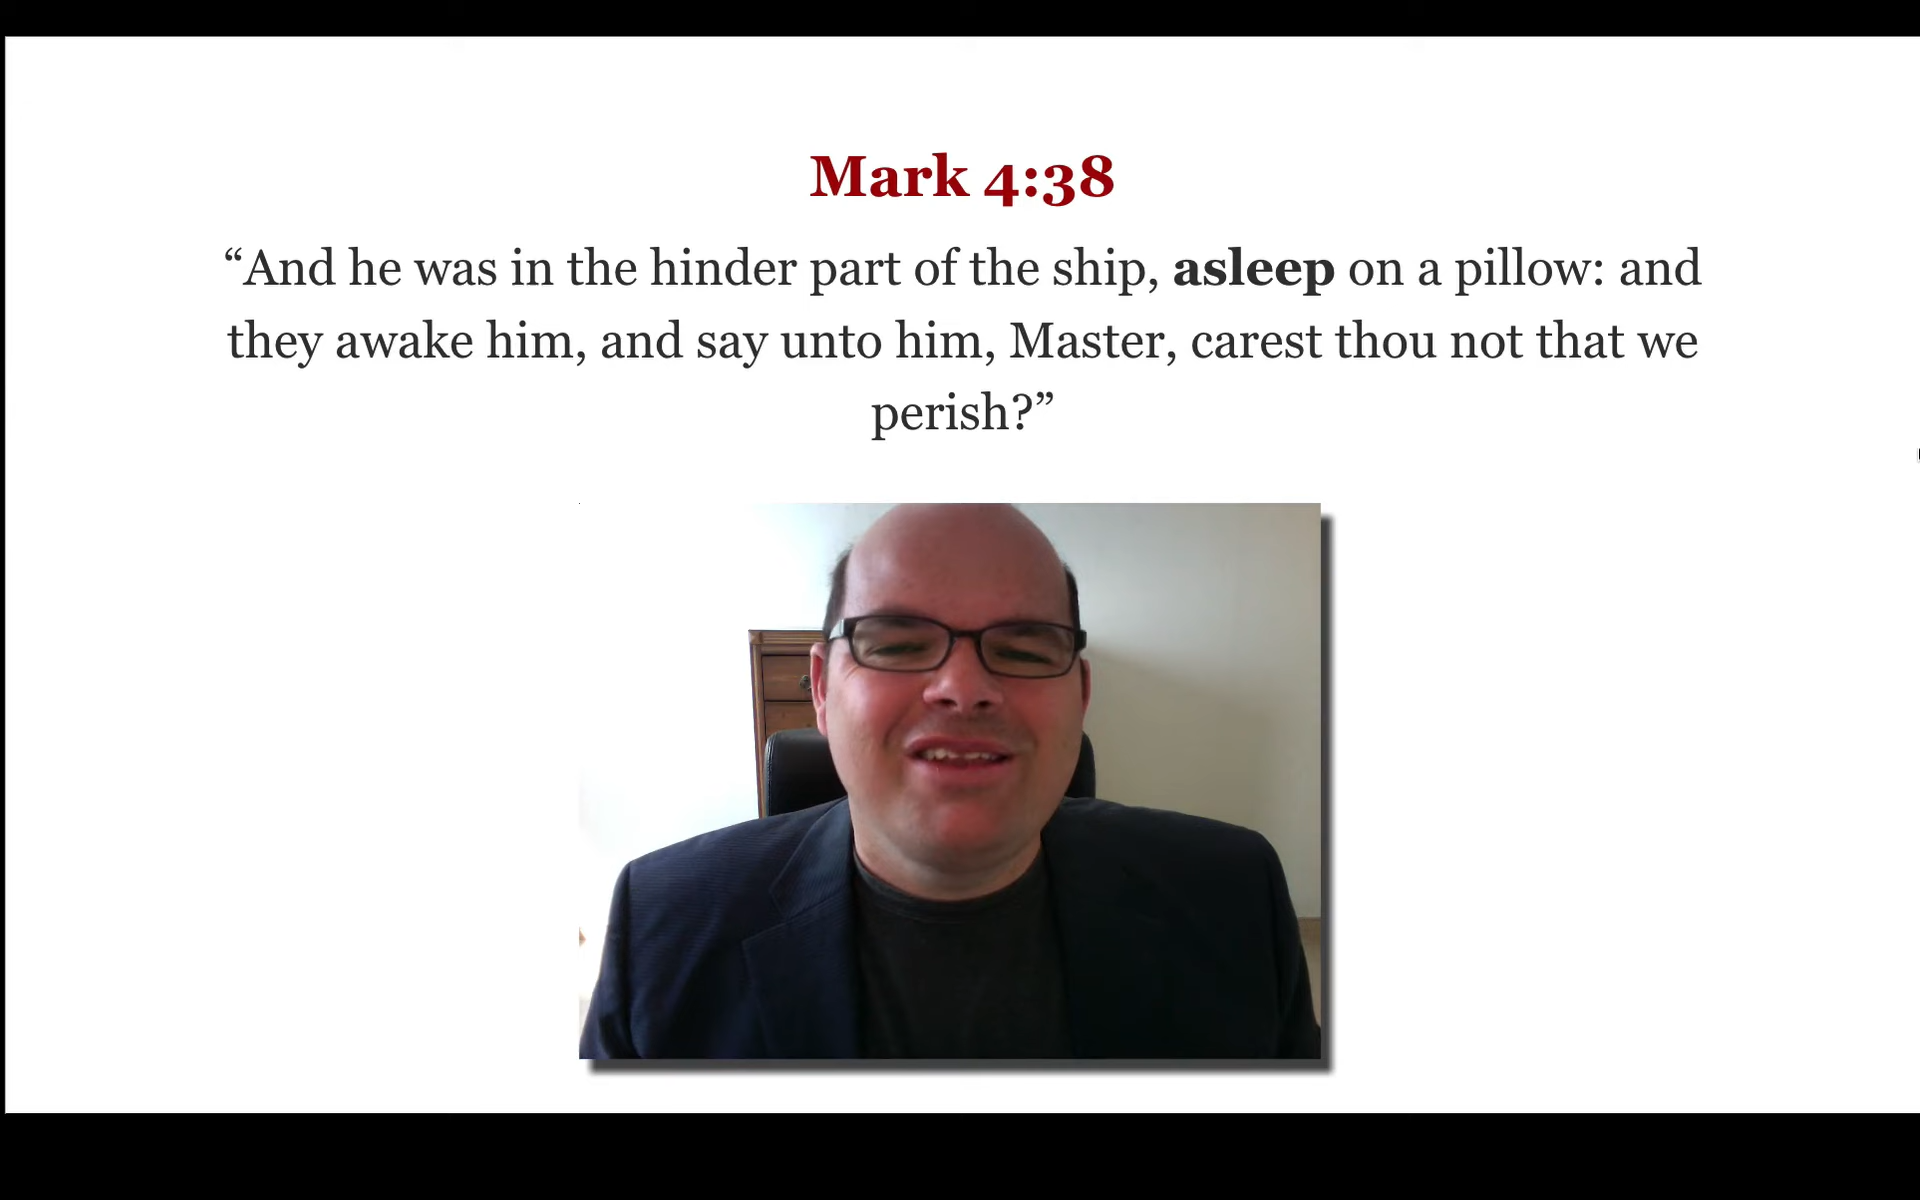 Mark 4:38
“And he was in the hinder part of the ship, asleep on a pillow: and
they awake him, and say unto him, Master, carest thou not that we
perish?”